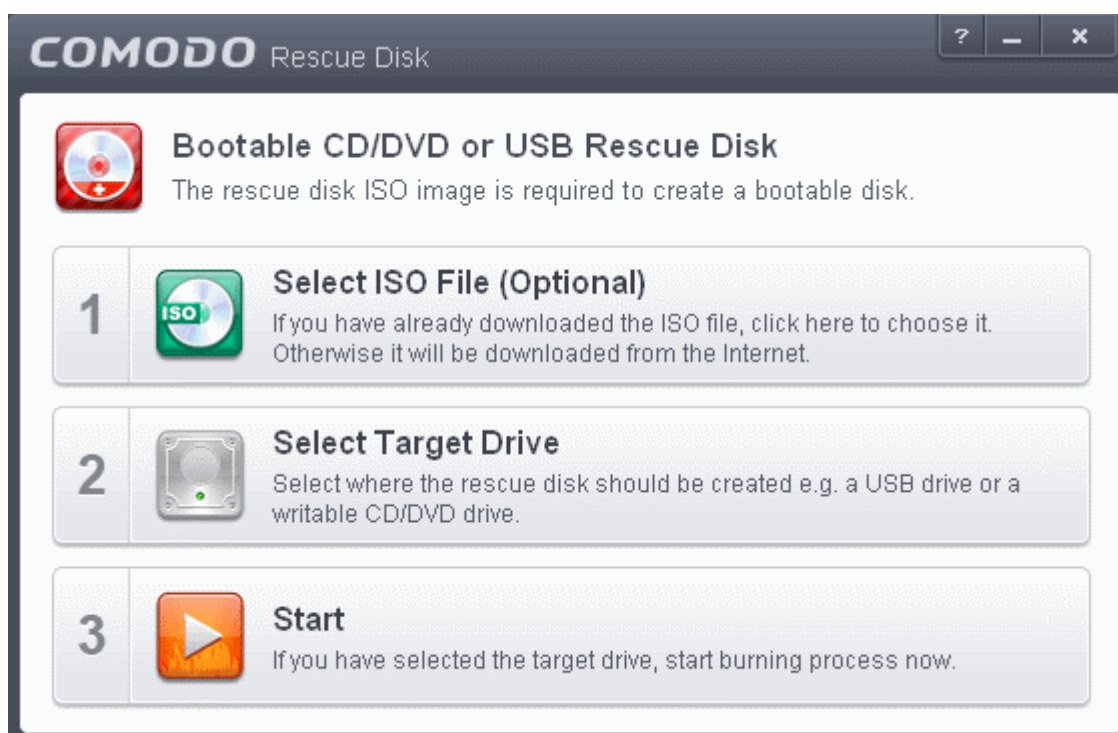 COMODO Rescue Disk
?
Bootable CD/DVD or USB Rescue Disk
The rescue disk ISO image is required to create a bootable disk.
1
ISO
Select ISO File (Optional)
If you have already downloaded the ISO file, click here to choose it.
Otherwise it will be downloaded from the Internet.
2
Select Target Drive
Select where the rescue disk should be created e.g. a USB drive or a
writable CD/DVD drive.
3
Start
If you have selected the target drive, start burning process now.